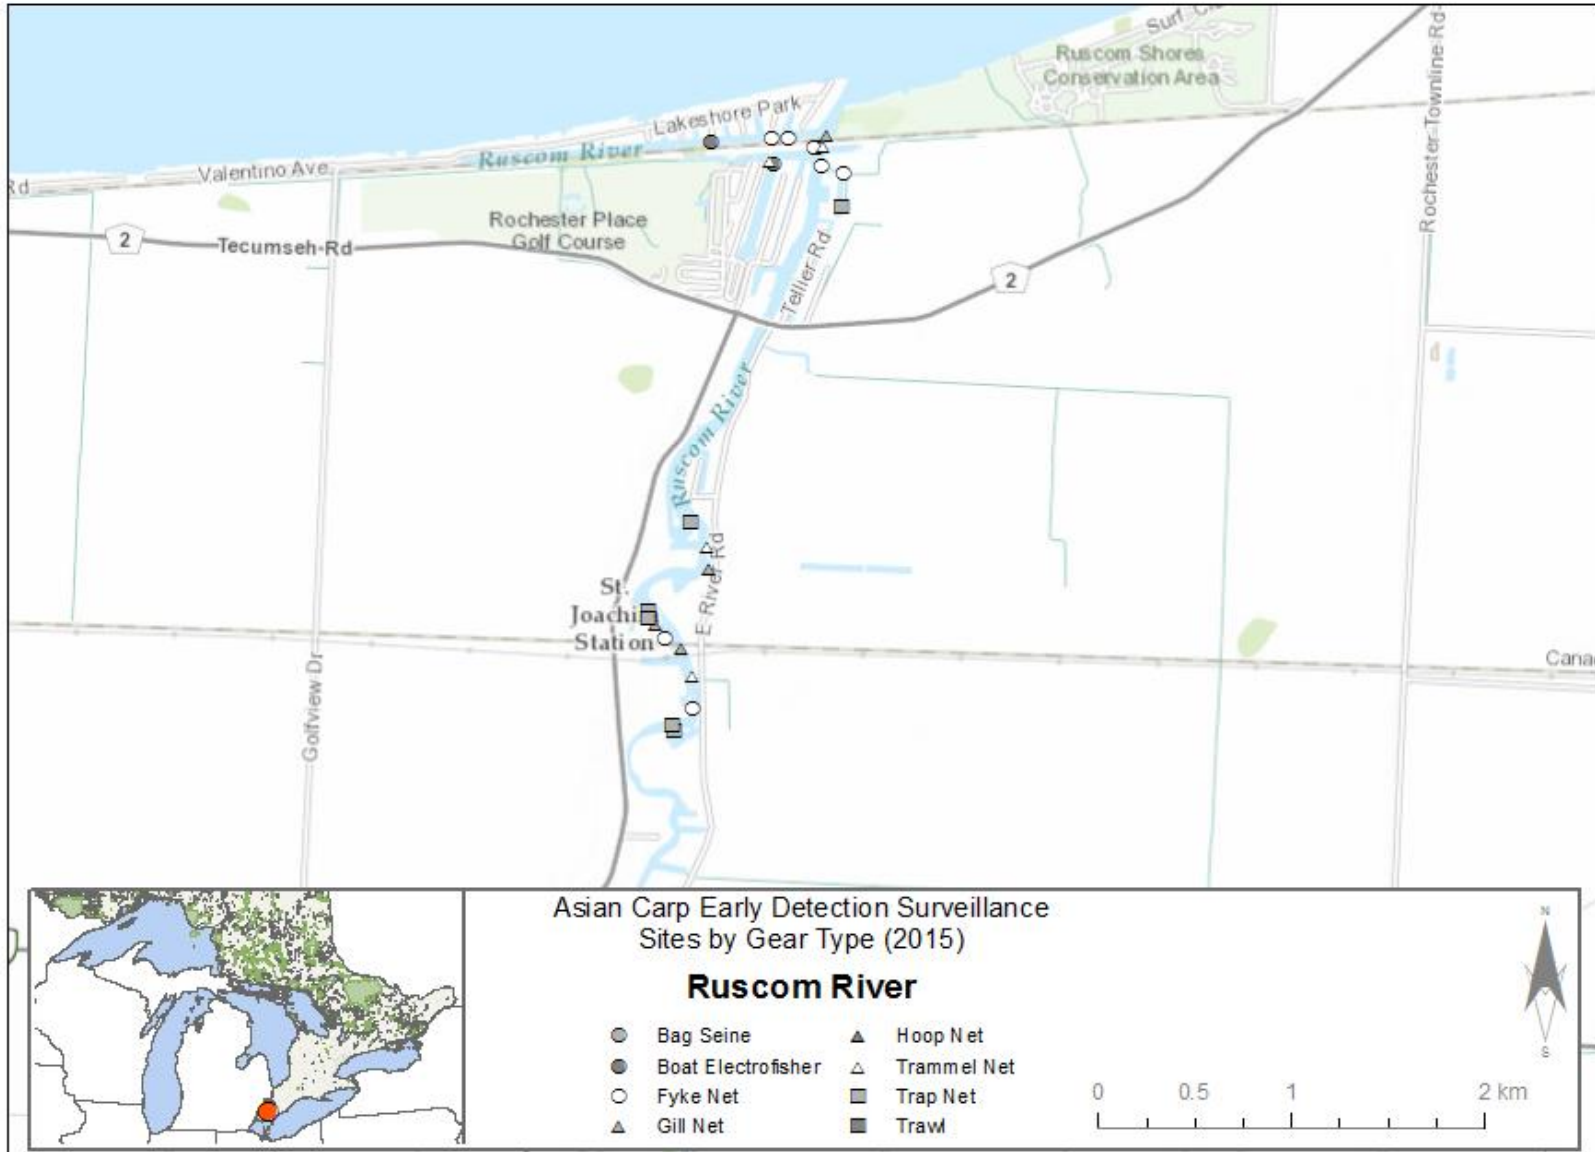 Surf Cl
Ruscom Shores
Conservation Area
Rochester-Townline-Rd
Lakeshore Park
Ruscom River
Valentino Ave
Rd
Rochester Place
Golf Course
2
Tecumseh-Rd
2
Tellier-Rd
Ruscom River
E-River-Rd
St.
Joachi
Station
Cana
Golfview Dr
Asian Carp Early Detection Surveillance
Sites by Gear Type (2015)
Ruscom River
Bag Seine
Boat Electrofisher
Fyke Net
Gill Net
Hoop Net
Trammel Net
Trap Net
Trawl
0 0.5 1 2 km
N
S